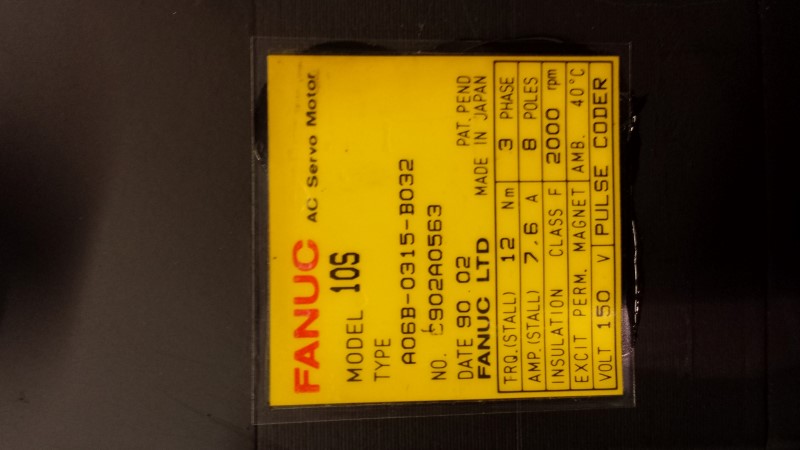 FANUC AC Servo Motor
MODEL 10S
TYPE
A06B-0315-B032
NO. C902A0563
DATE 90.02 PAT. PEND
FANUC LTD MADE IN JAPAN
TRQ.(STALL) 12 Nm 3 PHASE
AMP.(STALL) 7.6 A 8 POLES
INSULATION CLASS F 2000 rpm
EXCIT PERM. MAGNET AMB. 40°C
VOLT 150 V PULSE CODER